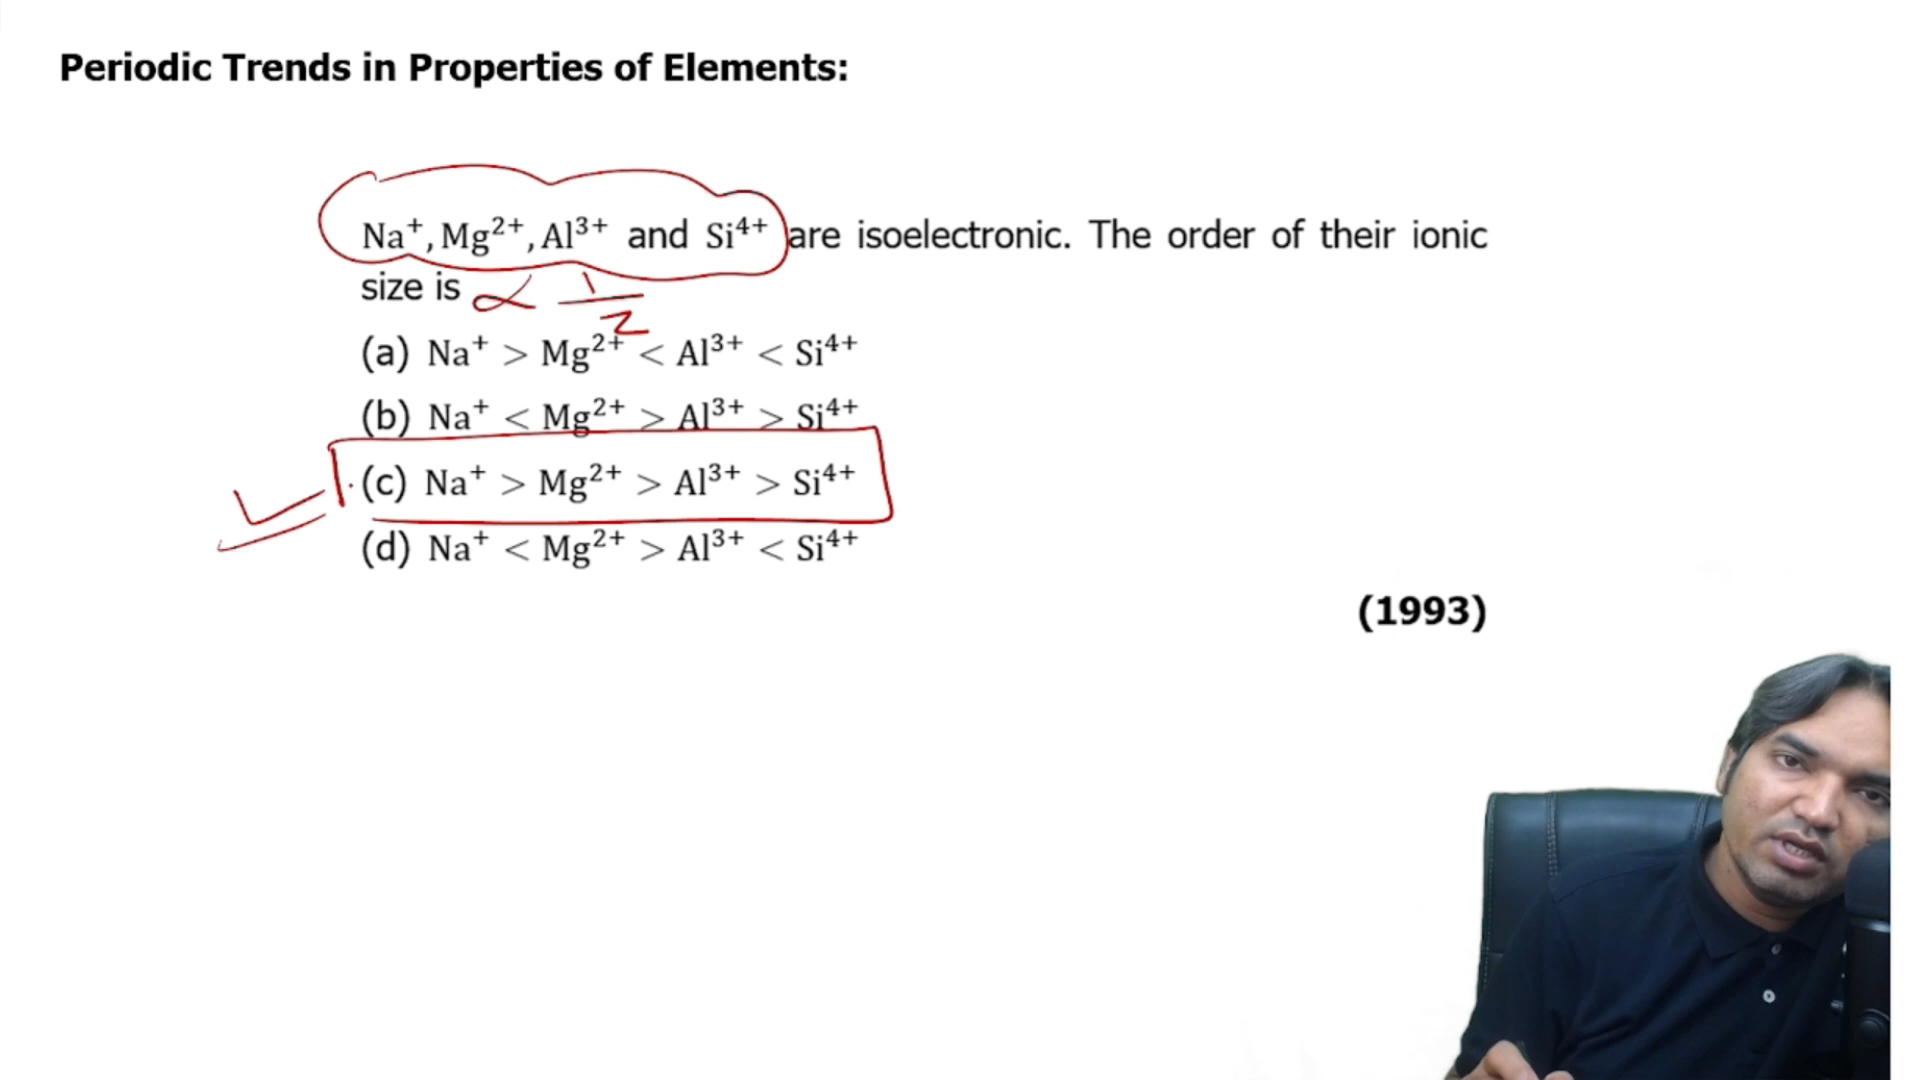 Periodic Trends in Properties of Elements:
Na⁺, Mg²⁺, Al³⁺ and Si⁴⁺ are isoelectronic. The order of their ionic
size is ∝ 1/Z
(a) Na⁺ > Mg²⁺ < Al³⁺ < Si⁴⁺
(b) Na⁺ < Mg²⁺ > Al³⁺ > Si⁴⁺
(c) Na⁺ > Mg²⁺ > Al³⁺ > Si⁴⁺
(d) Na⁺ < Mg²⁺ > Al³⁺ < Si⁴⁺
(1993)